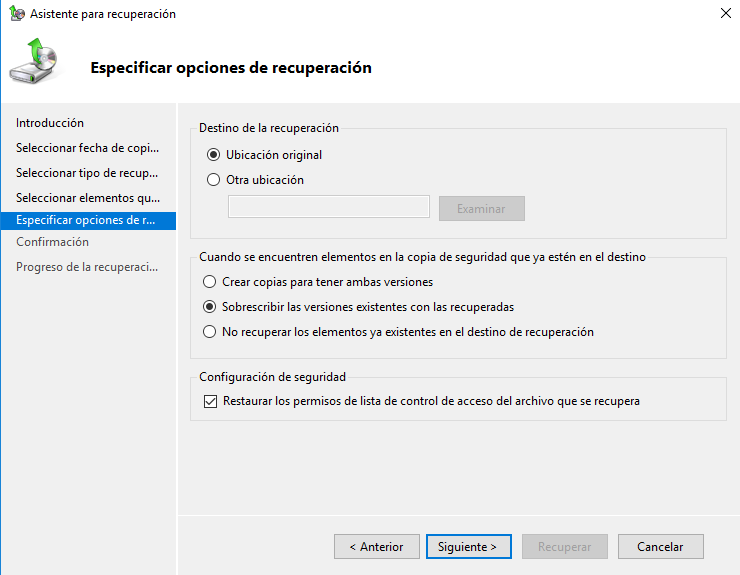 Asistente para recuperación
Especificar opciones de recuperación
Introducción
Seleccionar fecha de copi...
Seleccionar tipo de recup...
Seleccionar elementos qu...
Especificar opciones de r...
Confirmación
Progreso de la recuperaci...
Destino de la recuperación
Ubicación original
Otra ubicación
Examinar
Cuando se encuentren elementos en la copia de seguridad que ya estén en el destino
Crear copias para tener ambas versiones
Sobrescribir las versiones existentes con las recuperadas
No recuperar los elementos ya existentes en el destino de recuperación
Configuración de seguridad
Restaurar los permisos de lista de control de acceso del archivo que se recupera
< Anterior
Siguiente >
Recuperar
Cancelar